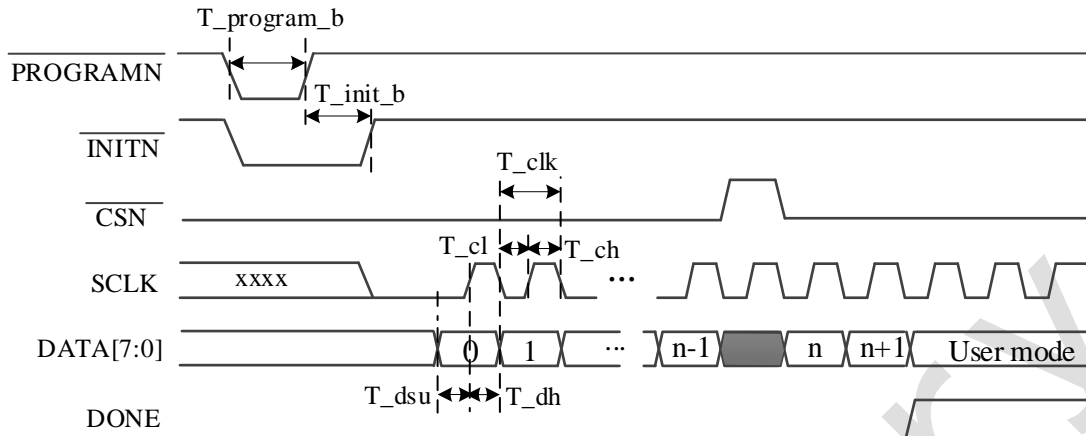 T_program_b
PROGRAMN
T_init_b
INITN
T_clk
CSN
T_cl
T_ch
SCLK
xxxx
...
DATA[7:0]
0
1
...
n-1
n
n+1
User mode
T_dsu
T_dh
DONE